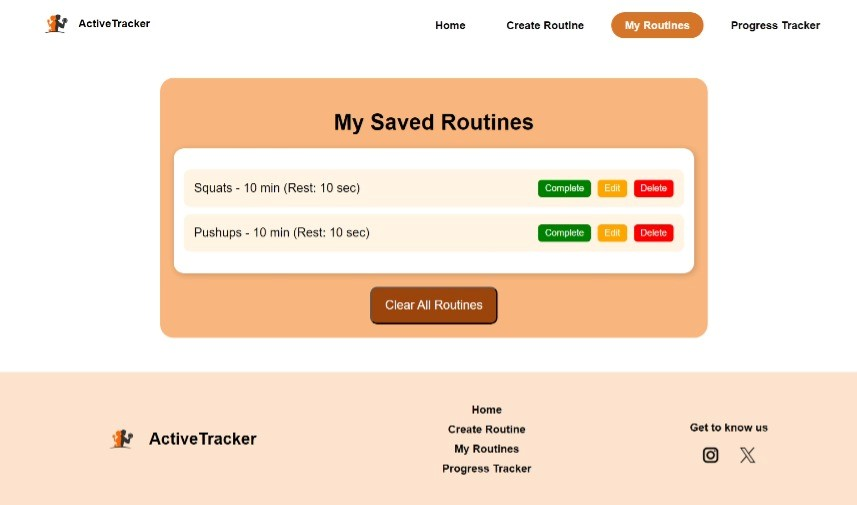 ActiveTracker
Home
Create Routine
My Routines
Progress Tracker
My Saved Routines
Squats - 10 min (Rest: 10 sec)
Complete
Edit
Delete
Pushups - 10 min (Rest: 10 sec)
Complete
Edit
Delete
Clear All Routines
ActiveTracker
Home
Create Routine
My Routines
Progress Tracker
Get to know us